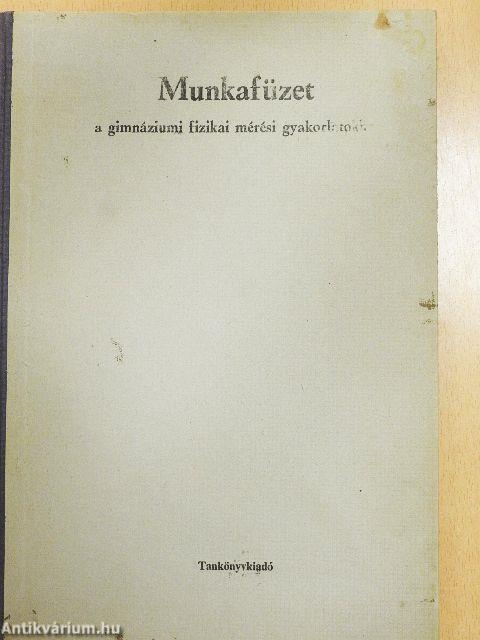 Munkafüzet
a gimnáziumi fizikai mérési
Tankönyvkiadó
Antikvárium.hu